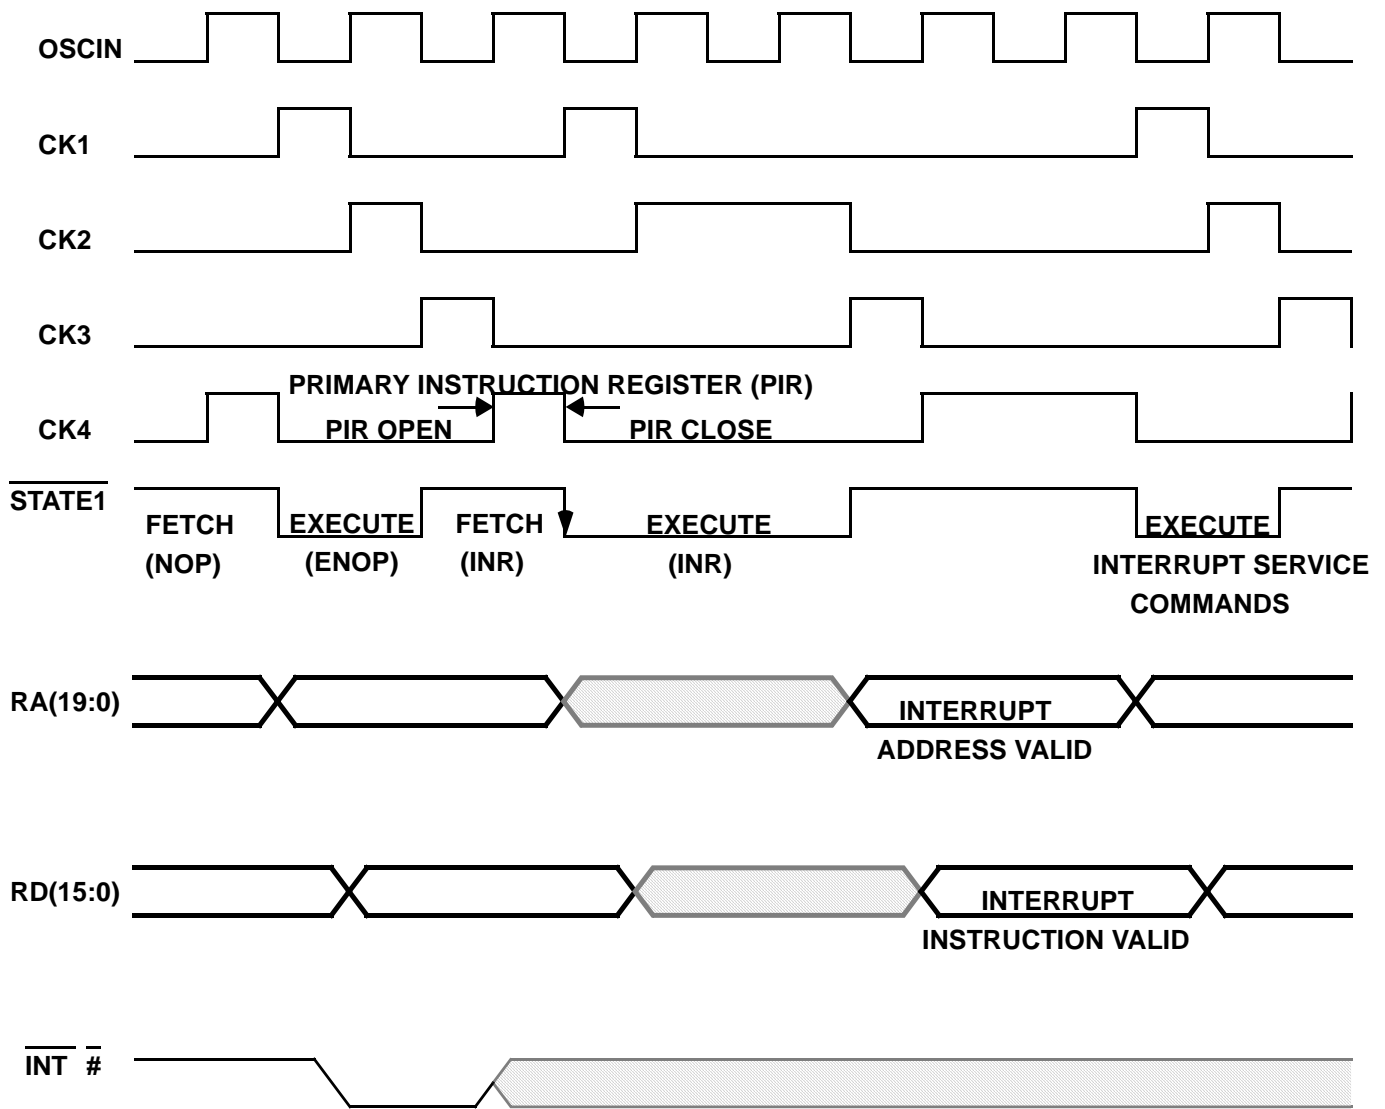 OSCIN
CK1
CK2
CK3
PRIMARY INSTRUCTION REGISTER (PIR)
CK4 PIR OPEN PIR CLOSE
STATE1
FETCH EXECUTE FETCH EXECUTE EXECUTE
(NOP) (ENOP) (INR) (INR) INTERRUPT SERVICE
COMMANDS
RA(19:0) INTERRUPT
ADDRESS VALID
RD(15:0) INTERRUPT
INSTRUCTION VALID
INT #